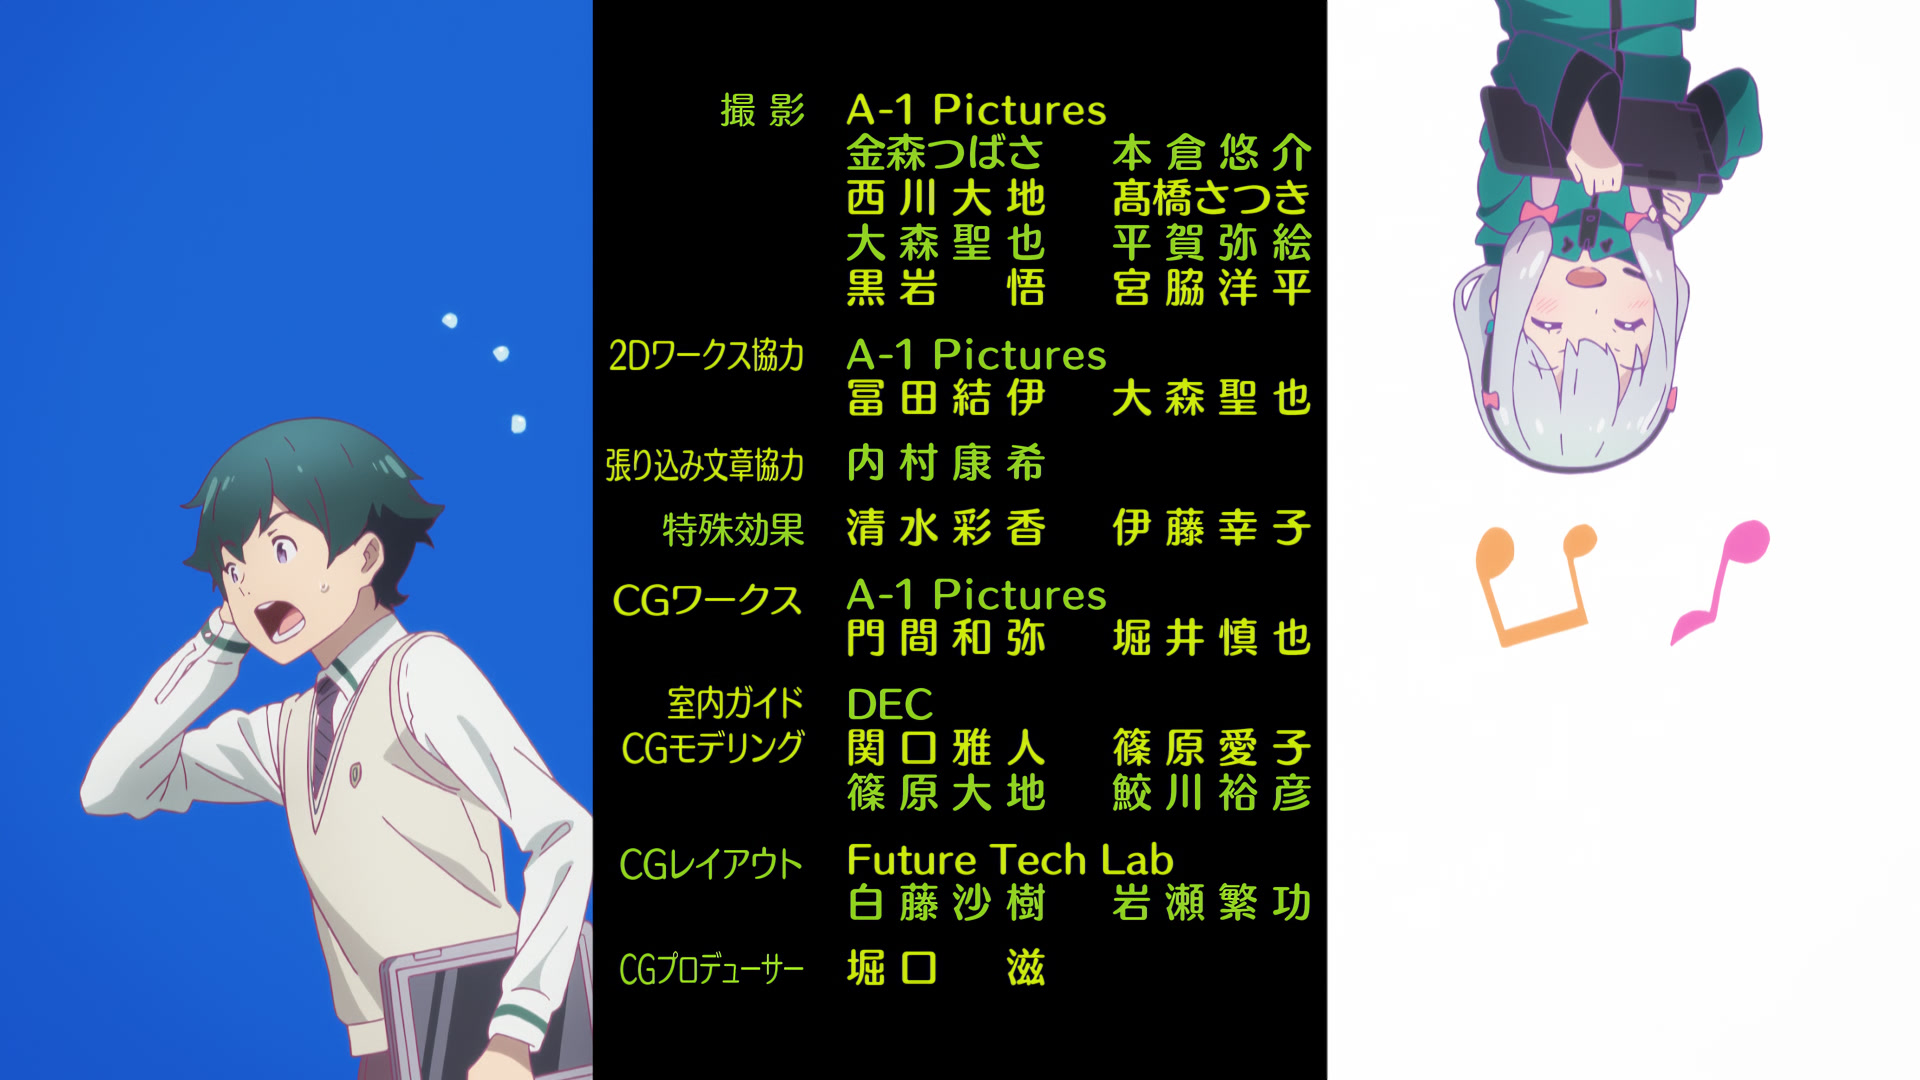 撮影 A-1 Pictures
金森つばさ 本倉悠介
西川大地 髙橋さつき
大森聖也 平賀弥絵
黒岩 悟 宮脇洋平
2Dワークス協力 A-1 Pictures
冨田結伊 大森聖也
張り込み文章協力 内村康希
特殊効果 清水彩香 伊藤幸子
CGワークス A-1 Pictures
門間和弥 堀井慎也
室内ガイド DEC
CGモデリング 関口雅人 篠原愛子
篠原大地 鮫川裕彦
CGレイアウト Future Tech Lab
白藤沙樹 岩瀬繁功
CGプロデューサー 堀口 滋